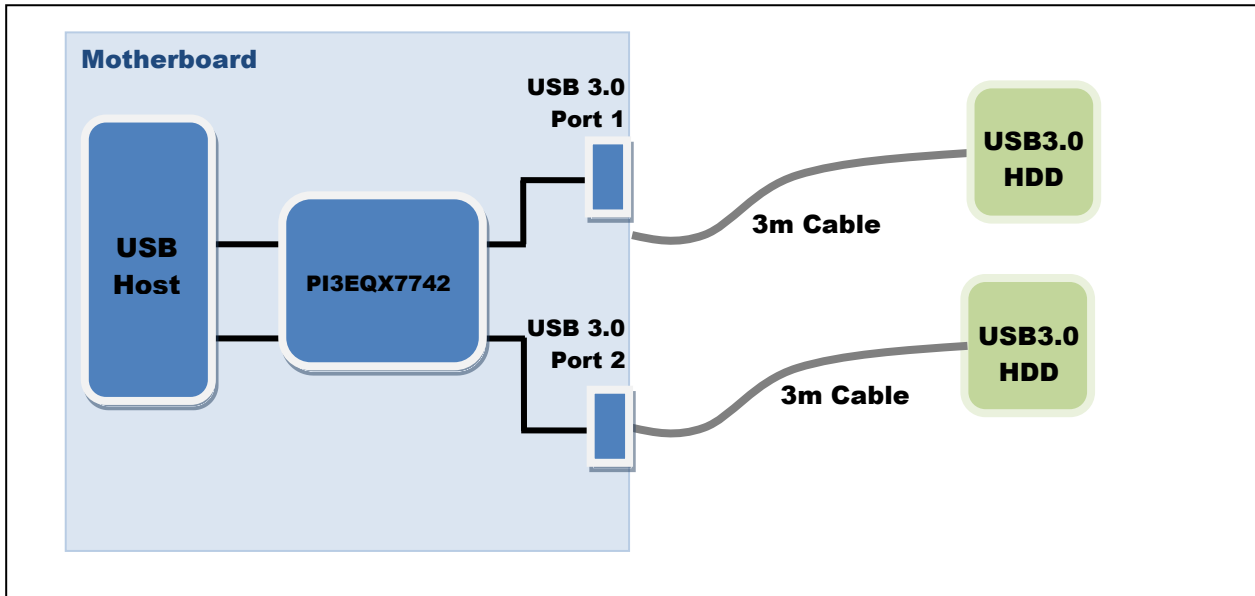 Motherboard
USB 3.0
Port 1
USB
Host
PI3EQX7742
USB 3.0
Port 2
3m Cable
3m Cable
USB3.0
HDD
USB3.0
HDD